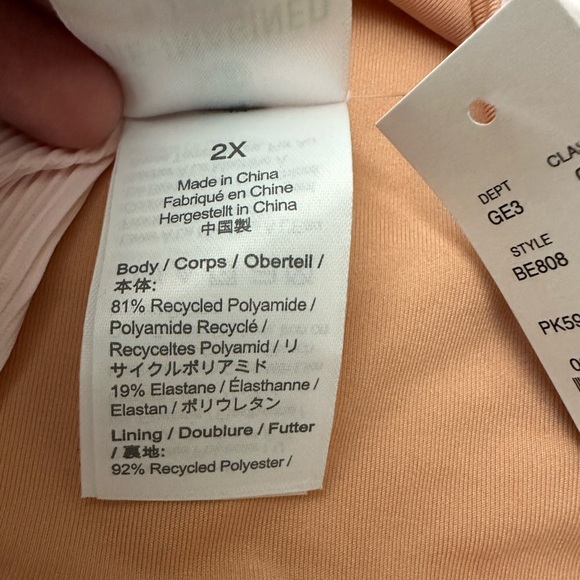 2X
Made in China
Fabriqué en Chine
Hergestellt in China
中国製
Body / Corps / Obertell /
本体:
81% Recycled Polyamide /
Polyamide Recyclé /
Recyceltes Polyamid / リ
サイクルポリアミド
19% Elastane / Élasthanne /
Elastan / ポリウレタン
Lining / Doublure / Futter
/ 裏地:
92% Recycled Polyester /
DEPT
GE3
STYLE
BE808